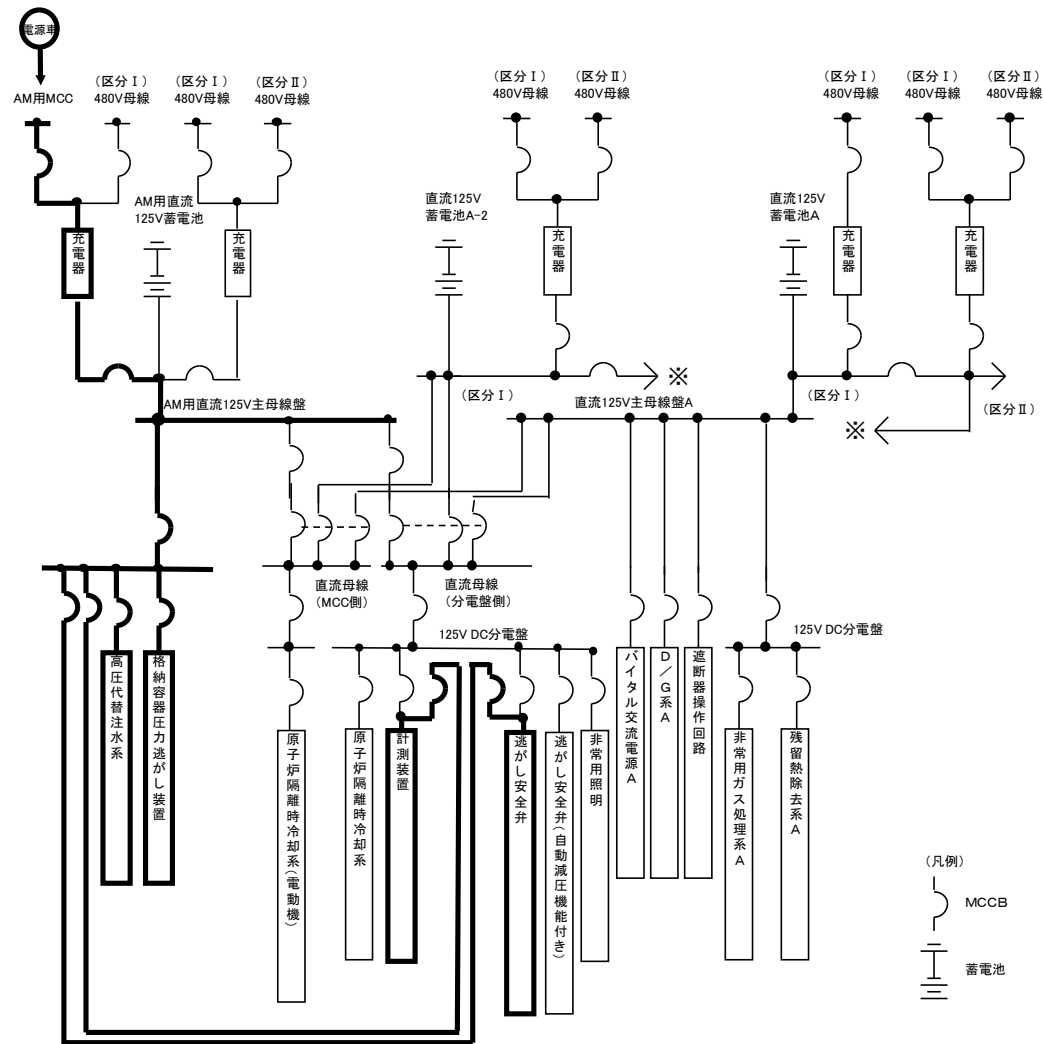 電源車
AM用MCC
(区分Ⅰ)
480V母線
(区分Ⅰ)
480V母線
(区分Ⅱ)
480V母線
(区分Ⅰ)
480V母線
(区分Ⅱ)
480V母線
(区分Ⅰ)
480V母線
(区分Ⅰ)
480V母線
(区分Ⅱ)
480V母線
AM用直流
125V蓄電池
直流125V
蓄電池A-2
直流125V
蓄電池A
充電器
充電器
充電器
充電器
充電器
※
(区分Ⅰ)
(区分Ⅰ)
(区分Ⅱ)
AM用直流125V主母線盤
直流125V主母線盤A
※
直流母線
(MCC側)
直流母線
(分電盤側)
125V DC分電盤
125V DC分電盤
高圧代替注水系
格納容器圧力逃がし装置
原子炉隔離時冷却系(電動機)
原子炉隔離時冷却系
計測装置
逃がし安全弁
逃がし安全弁(自動減圧機能付き)
非常用照明
バイタル交流電源A
D/G系A
遮断器操作回路
非常用ガス処理系A
残留熱除去系A
(凡例)
MCCB
蓄電池